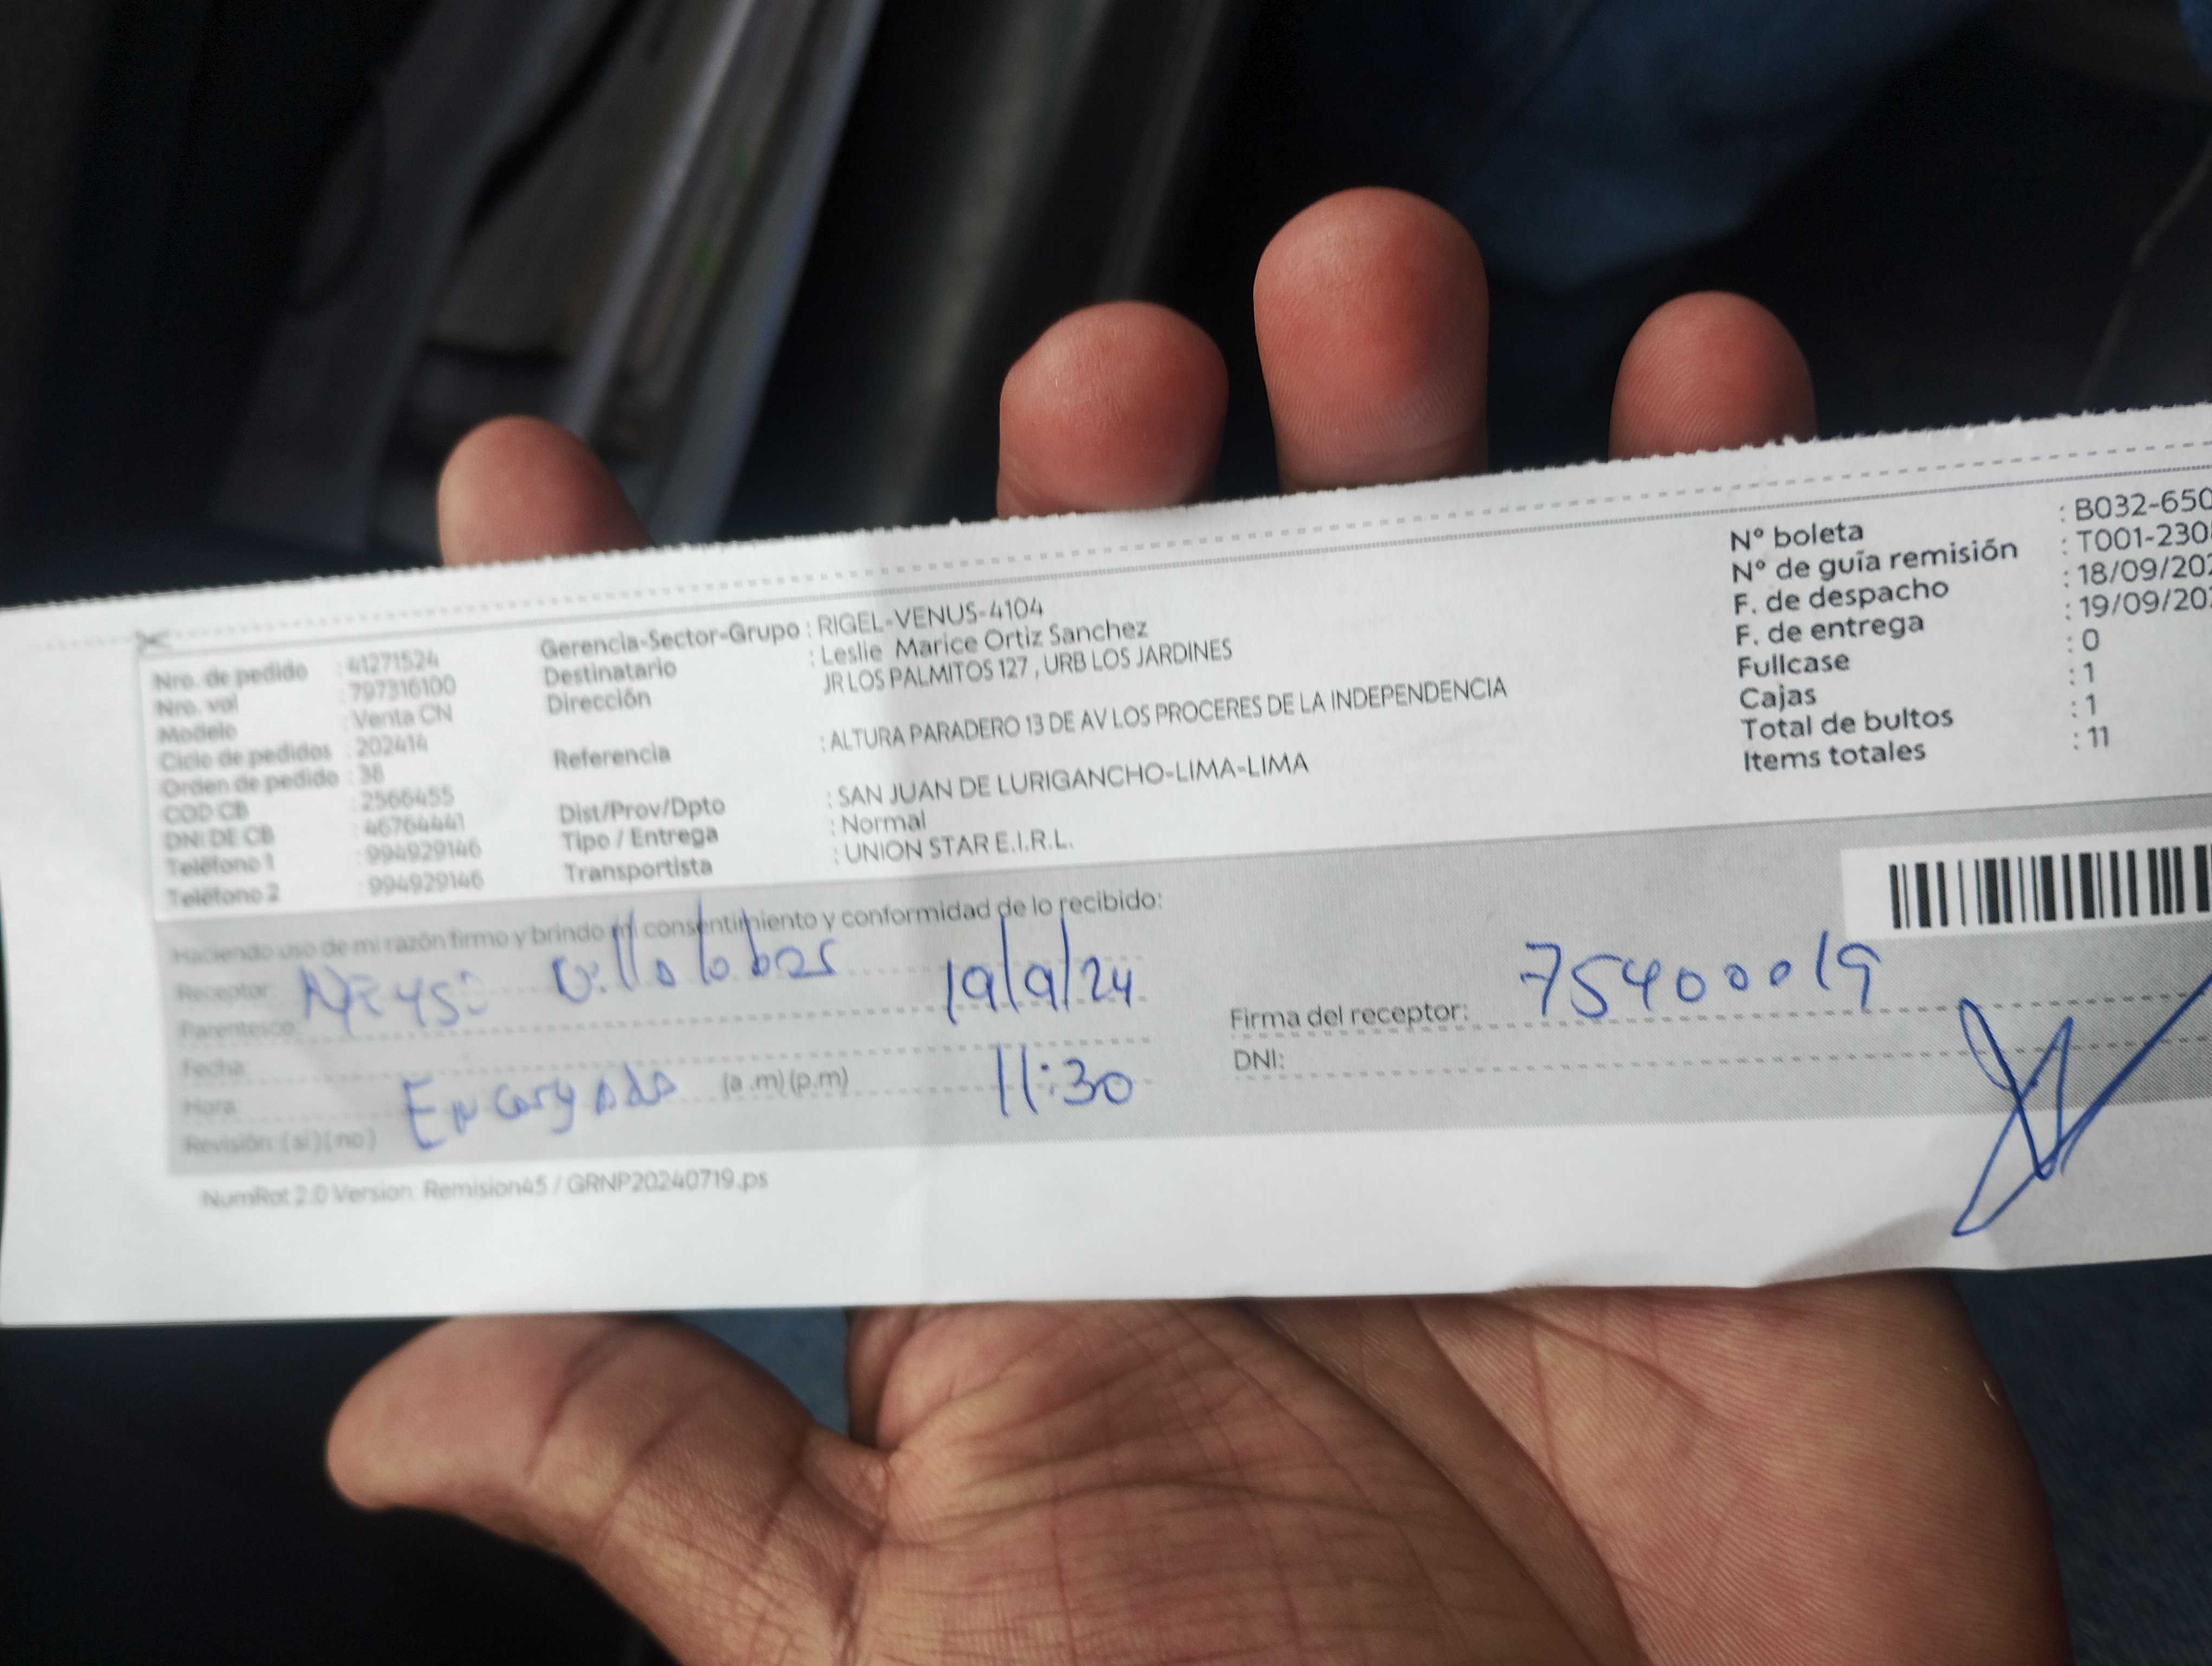 Nro. de pedido : 41271524
Nro. vol : 797316100
Modelo : Venta CN
Ciclo de pedidos : 202414
Orden de pedido : 38
COD CB : 2566455
DNI DE CB : 46764441
Teléfono 1 : 994929146
Teléfono 2 : 994929146
Gerencia-Sector-Grupo : RIGEL-VENUS-4104
Destinatario : Leslie Marice Ortiz Sanchez
Dirección JR LOS PALMITOS 127 , URB LOS JARDINES
Referencia : ALTURA PARADERO 13 DE AV LOS PROCERES DE LA INDEPENDENCIA
Dist/Prov/Dpto : SAN JUAN DE LURIGANCHO-LIMA-LIMA
Tipo / Entrega : Normal
Transportista : UNION STAR E.I.R.L.
N° boleta : B032-650
N° de guía remisión : T001-230
F. de despacho : 18/09/202
F. de entrega : 19/09/202
Fullcase : 0
Cajas : 1
Total de bultos : 1
Items totales : 11
Haciendo uso de mi razón firmo y brindo mi consentimiento y conformidad de lo recibido:
Receptor: Villalobos 19/9/24
Parentesco:
Fecha:
Hora: Encargado (a .m) (p.m) 11:30
Revisión: (si) (no)
Firma del receptor: 75400019
DNI:
NumRot 2.0 Version: Remision45 / GRNP20240719.ps